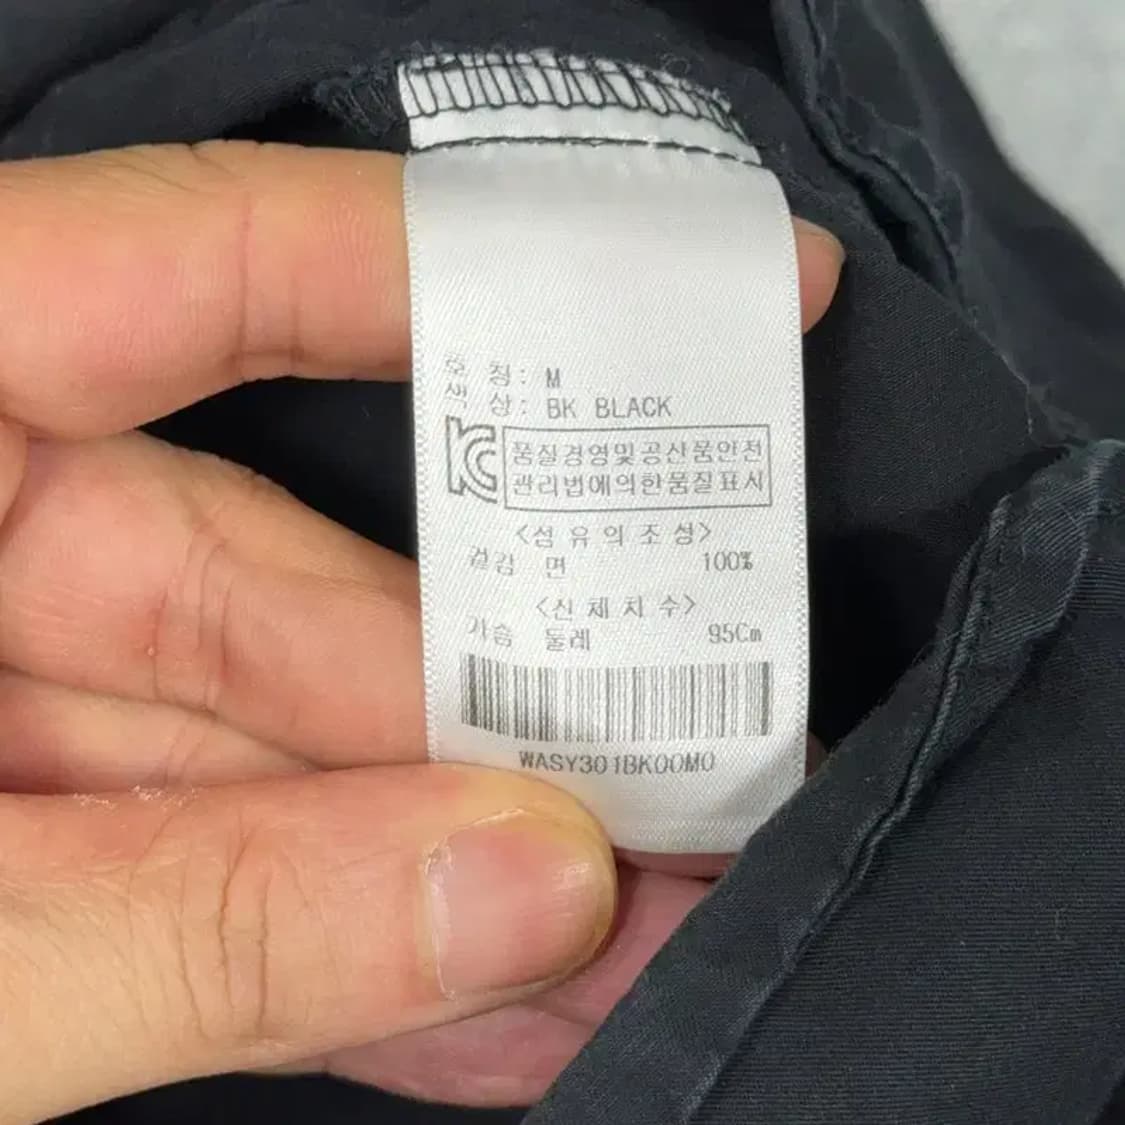 호 칭: M
색 상: BK BLACK
KC
품질경영및공산품안전
관리법에의한품질표시
<섬 유 의 조 성>
겉감 면 100%
<신 체 치 수>
가슴 둘레 95Cm
WASY301BK00M0